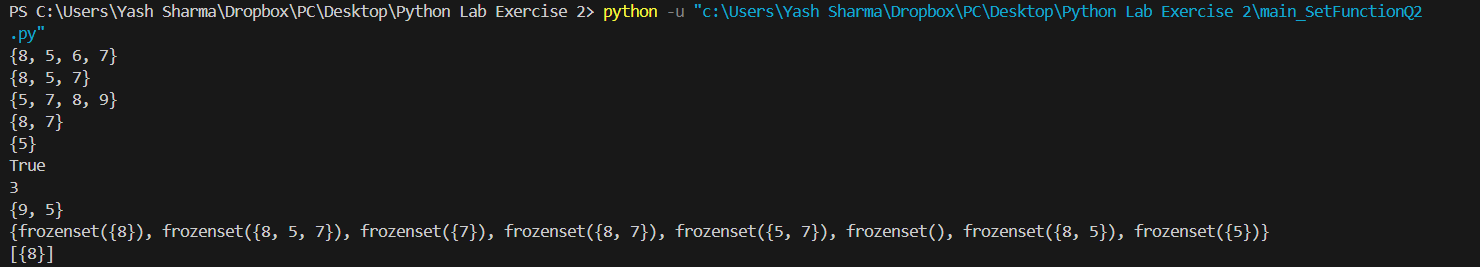 PS C:\Users\Yash Sharma\Dropbox\PC\Desktop\Python Lab Exercise 2> python -u "c:\Users\Yash Sharma\Dropbox\PC\Desktop\Python Lab Exercise 2\main_SetFunctionQ2
.py"
{8, 5, 6, 7}
{8, 5, 7}
{5, 7, 8, 9}
{8, 7}
{5}
True
3
{9, 5}
{frozenset({8}), frozenset({8, 5, 7}), frozenset({7}), frozenset({8, 7}), frozenset({5, 7}), frozenset(), frozenset({8, 5}), frozenset({5})}
[{8}]